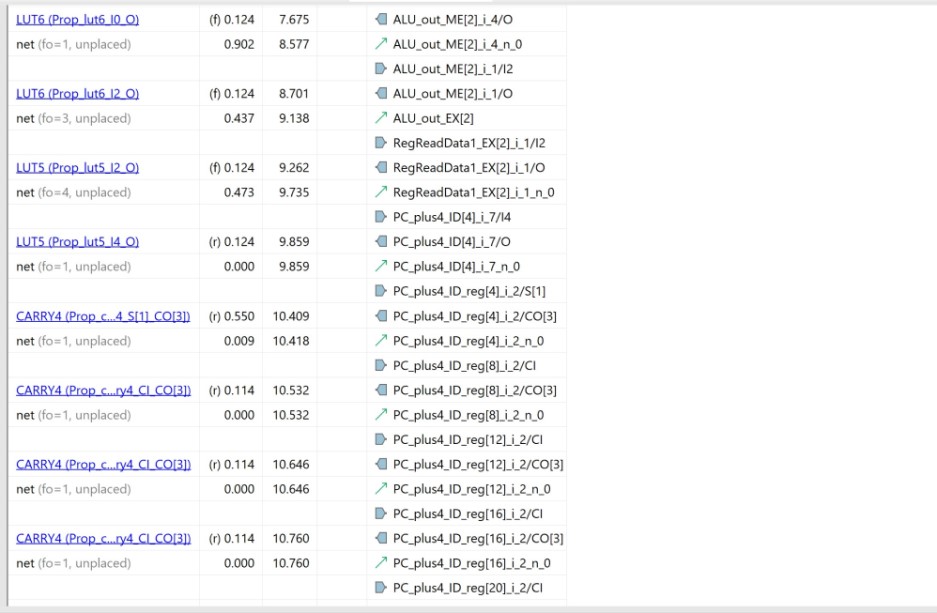 LUT6 (Prop_lut6_I0_O) (f) 0.124 7.675 ALU_out_ME[2]_i_4/O
net (fo=1, unplaced) 0.902 8.577 ALU_out_ME[2]_i_4_n_0
ALU_out_ME[2]_i_1/I2
LUT6 (Prop_lut6_I2_O) (f) 0.124 8.701 ALU_out_ME[2]_i_1/O
net (fo=3, unplaced) 0.437 9.138 ALU_out_EX[2]
RegReadData1_EX[2]_i_1/I2
LUT5 (Prop_lut5_I2_O) (f) 0.124 9.262 RegReadData1_EX[2]_i_1/O
net (fo=4, unplaced) 0.473 9.735 RegReadData1_EX[2]_i_1_n_0
PC_plus4_ID[4]_i_7/I4
LUT5 (Prop_lut5_I4_O) (r) 0.124 9.859 PC_plus4_ID[4]_i_7/O
net (fo=1, unplaced) 0.000 9.859 PC_plus4_ID[4]_i_7_n_0
PC_plus4_ID_reg[4]_i_2/S[1]
CARRY4 (Prop_c...4_S[1]_CO[3]) (r) 0.550 10.409 PC_plus4_ID_reg[4]_i_2/CO[3]
net (fo=1, unplaced) 0.009 10.418 PC_plus4_ID_reg[4]_i_2_n_0
PC_plus4_ID_reg[8]_i_2/CI
CARRY4 (Prop_c...ry4_CI_CO[3]) (r) 0.114 10.532 PC_plus4_ID_reg[8]_i_2/CO[3]
net (fo=1, unplaced) 0.000 10.532 PC_plus4_ID_reg[8]_i_2_n_0
PC_plus4_ID_reg[12]_i_2/CI
CARRY4 (Prop_c...ry4_CI_CO[3]) (r) 0.114 10.646 PC_plus4_ID_reg[12]_i_2/CO[3]
net (fo=1, unplaced) 0.000 10.646 PC_plus4_ID_reg[12]_i_2_n_0
PC_plus4_ID_reg[16]_i_2/CI
CARRY4 (Prop_c...ry4_CI_CO[3]) (r) 0.114 10.760 PC_plus4_ID_reg[16]_i_2/CO[3]
net (fo=1, unplaced) 0.000 10.760 PC_plus4_ID_reg[16]_i_2_n_0
PC_plus4_ID_reg[20]_i_2/CI